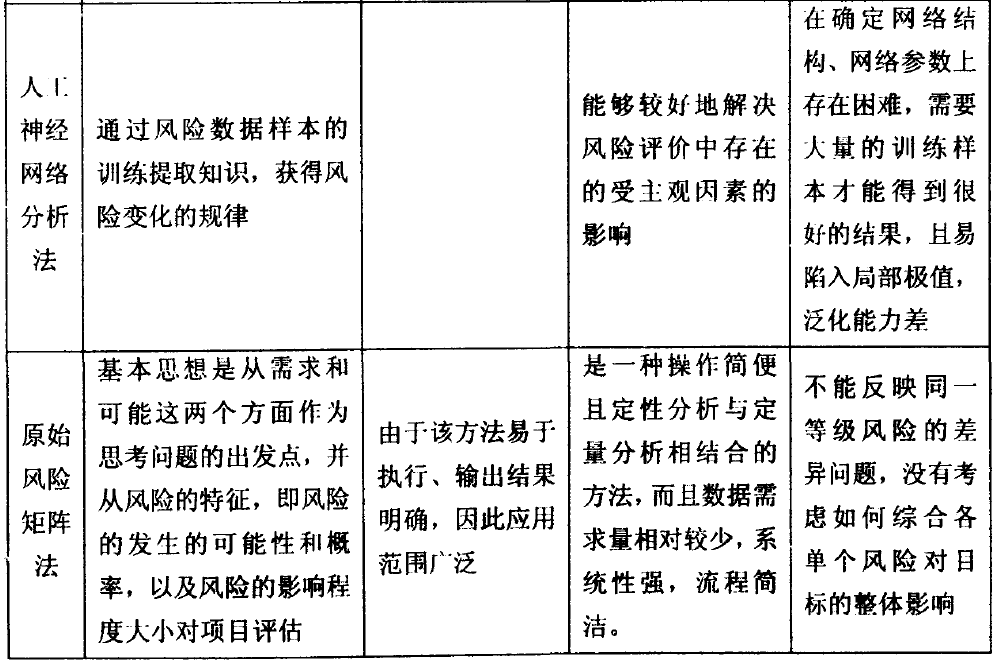 人工
神经
网络
分析
法
通过风险数据样本的
训练提取知识，获得风
险变化的规律
能够较好地解决
风险评价中存在
的受主观因素的
影响
在确定网络结
构、网络参数上
存在困难，需要
大量的训练样
本才能得到很
好的结果，且易
陷入局部极值，
泛化能力差
原始
风险
矩阵
法
基本思想是从需求和
可能这两个方面作为
思考问题的出发点，并
从风险的特征，即风险
的发生的可能性和概
率，以及风险的影响程
度大小对项目评估
由于该方法易于
执行、输出结果
明确，因此应用
范围广泛
是一种操作简便
且定性分析与定
量分析相结合的
方法，而且数据需
求量相对较少，系
统性强，流程简
洁。
不能反映同一
等级风险的差
异问题，没有考
虑如何综合各
单个风险对目
标的整体影响